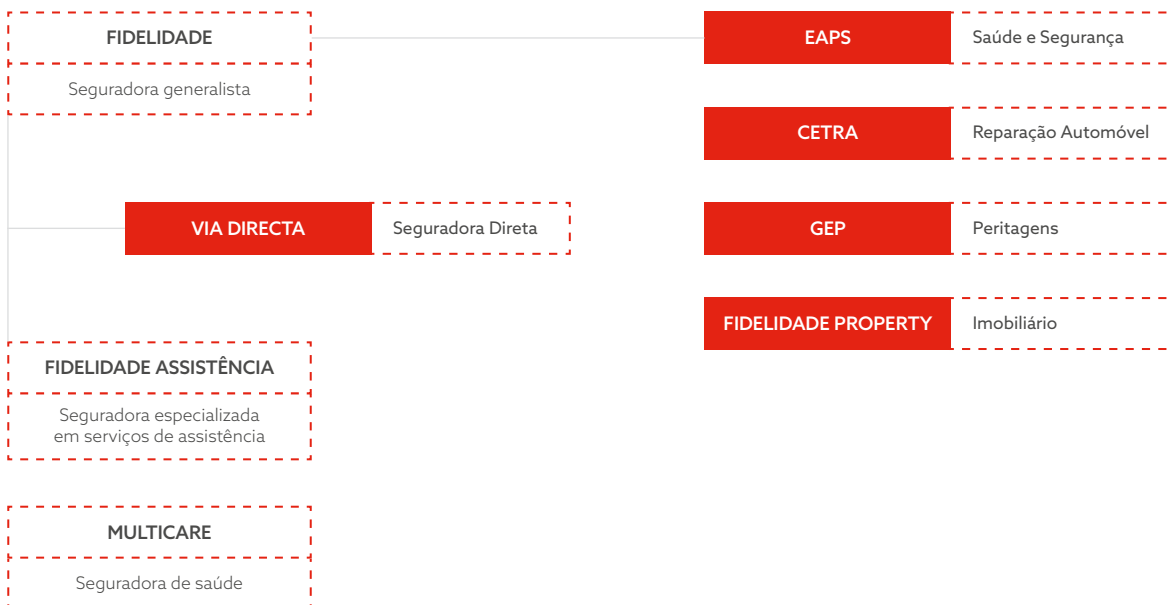 FIDELIDADE
Seguradora generalista
EAPS
Saúde e Segurança
CETRA
Reparação Automóvel
VIA DIRECTA
Seguradora Direta
GEP
Peritagens
FIDELIDADE PROPERTY
Imobiliário
FIDELIDADE ASSISTÊNCIA
Seguradora especializada
em serviços de assistência
MULTICARE
Seguradora de saúde